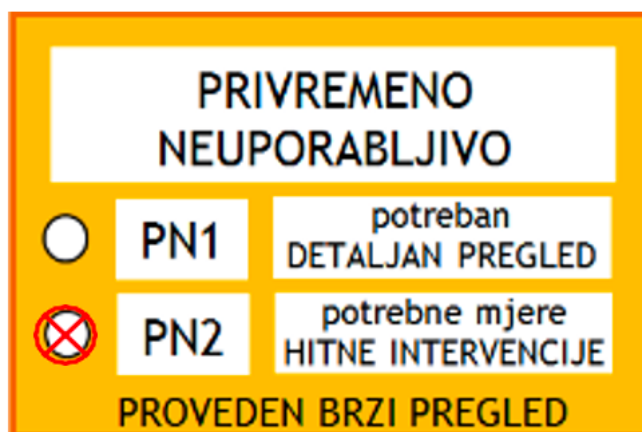 PRIVREMENO
NEUPORABLJIVO
PN1
potreban
DETALJAN PREGLED
PN2
potrebne mjere
HITNE INTERVENCIJE
PROVEDEN BRZI PREGLED